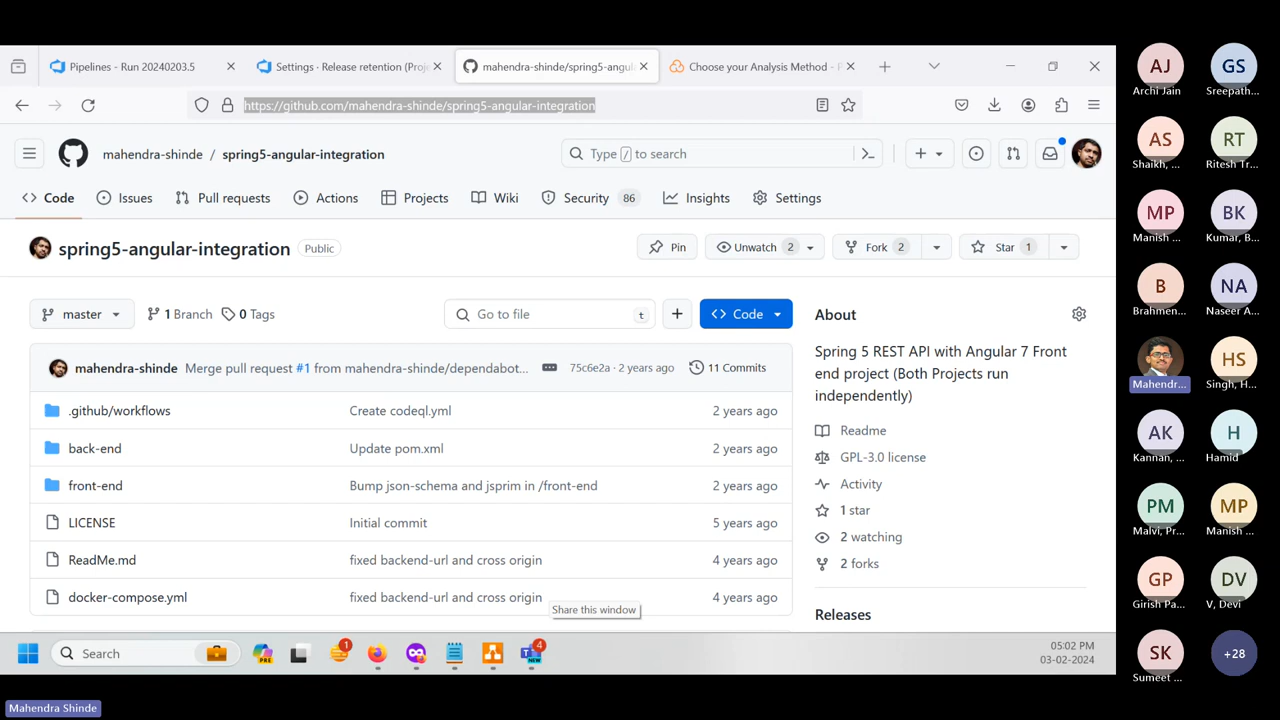 Pipelines - Run 20240203.5
Settings · Release retention (Proje
mahendra-shinde/spring5-angula
Choose your Analysis Method - P
https://github.com/mahendra-shinde/spring5-angular-integration
mahendra-shinde / spring5-angular-integration
Type / to search
Code
Issues
Pull requests
Actions
Projects
Wiki
Security 86
Insights
Settings
spring5-angular-integration Public
Pin
Unwatch 2
Fork 2
Star 1
master
1 Branch
0 Tags
Go to file t
Code
About
Spring 5 REST API with Angular 7 Front
end project (Both Projects run
independently)
mahendra-shinde Merge pull request #1 from mahendra-shinde/dependabot... 75c6e2a · 2 years ago 11 Commits
.github/workflows Create codeql.yml 2 years ago
back-end Update pom.xml 2 years ago
front-end Bump json-schema and jsprim in /front-end 2 years ago
LICENSE Initial commit 5 years ago
ReadMe.md fixed backend-url and cross origin 4 years ago
docker-compose.yml fixed backend-url and cross origin 4 years ago
Readme
GPL-3.0 license
Activity
1 star
2 watching
2 forks
Releases
Share this window
Search
PRE
1
NEW
4
05:02 PM
03-02-2024
Mahendra Shinde
AJ
Archi Jain
GS
Sreepath...
AS
Shaikh, ...
RT
Ritesh Tr...
MP
Manish ...
BK
Kumar, B...
B
Brahmen...
NA
Naseer A...
Mahendr...
HS
Singh, H...
AK
Kannan, ...
H
Hamid
PM
Malvi, Pr...
MP
Manish ...
GP
Girish Pa...
DV
V, Devi
SK
Sumeet ...
+28